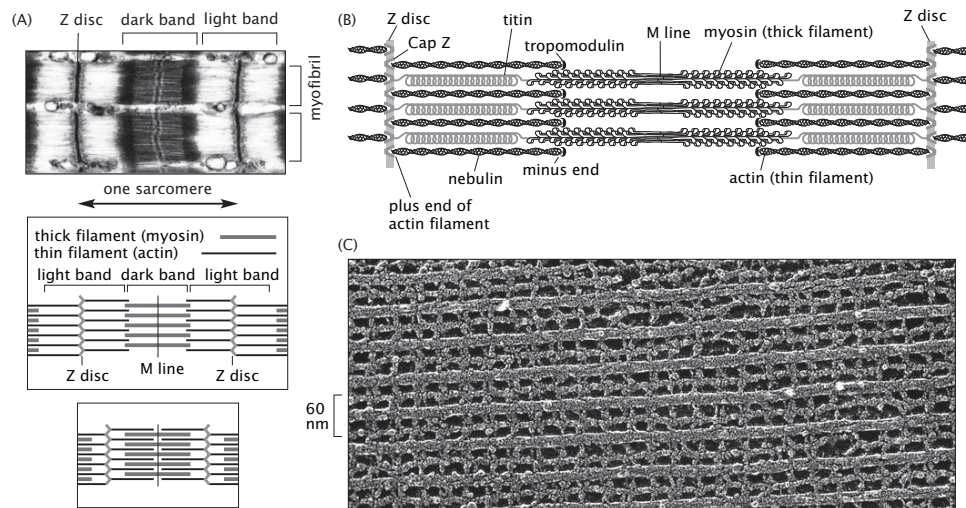 (A)
Z disc
dark band
light band
myofibril
one sarcomere
thick filament (myosin)
thin filament (actin)
light band
dark band
light band
Z disc
M line
Z disc
(B)
Z disc
titin
Z disc
Cap Z
tropomodulin
M line
myosin (thick filament)
nebulin
minus end
actin (thin filament)
plus end of
actin filament
(C)
60
nm